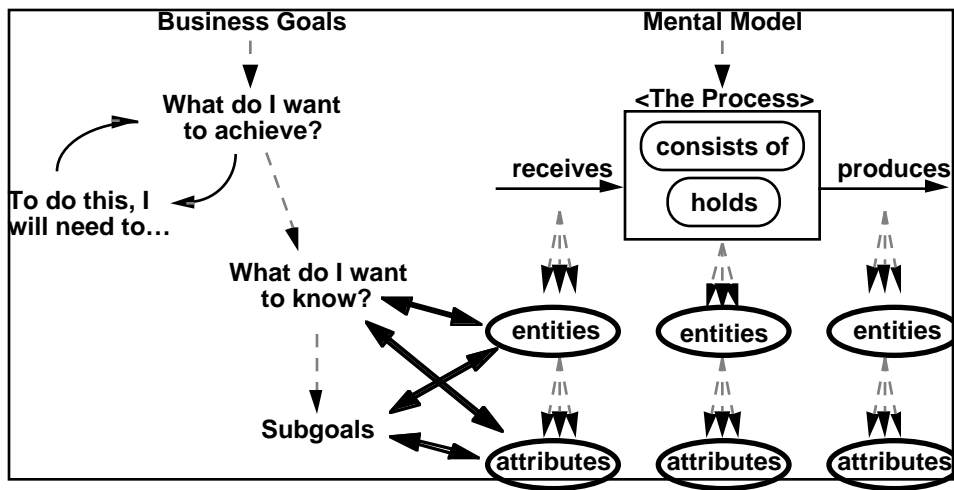 Business Goals
Mental Model
What do I want
to achieve?
<The Process>
consists of
holds
receives
produces
To do this, I
will need to…
What do I want
to know?
entities
entities
entities
Subgoals
attributes
attributes
attributes